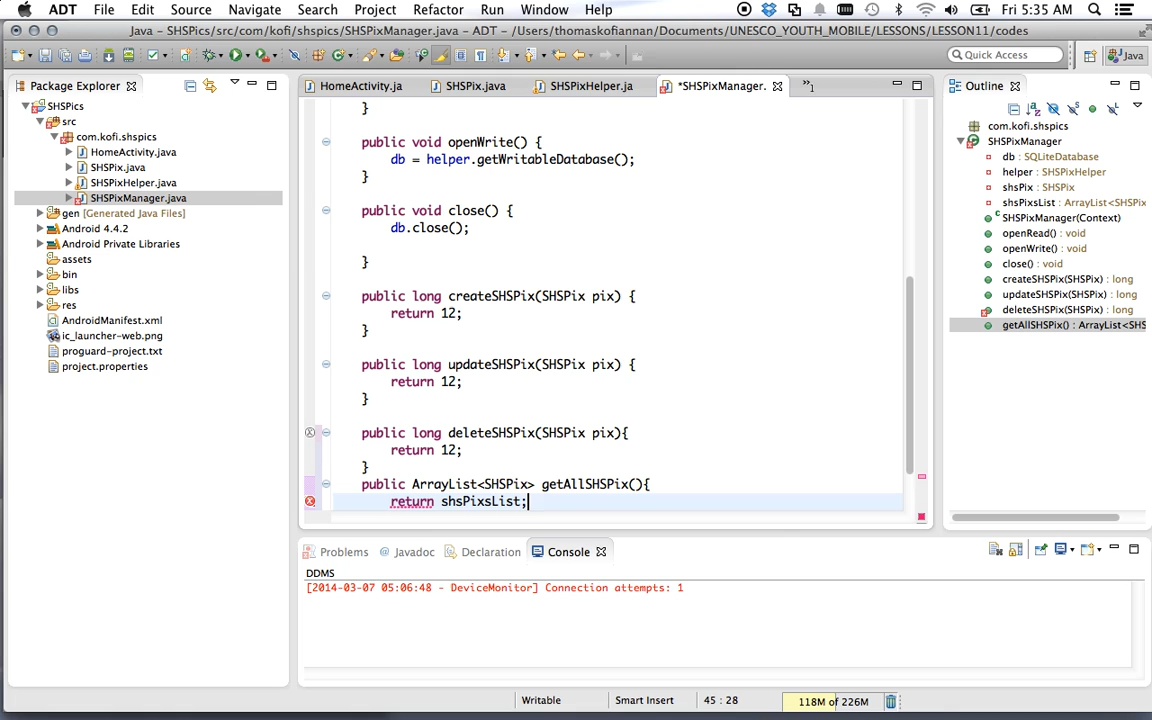 ADT File Edit Source Navigate Search Project Refactor Run Window Help Fri 5:35 AM
Java - SHSPics/src/com/kofi/shspics/SHSPixManager.java - ADT - /Users/thomaskofiannan/Documents/UNESCO_YOUTH_MOBILE/LESSONS/LESSON11/codes
Quick Access Java
Package Explorer
SHSPics
src
com.kofi.shspics
HomeActivity.java
SHSPix.java
SHSPixHelper.java
SHSPixManager.java
gen [Generated Java Files]
Android 4.4.2
Android Private Libraries
assets
bin
libs
res
AndroidManifest.xml
ic_launcher-web.png
proguard-project.txt
project.properties
HomeActivity.ja SHSPix.java SHSPixHelper.ja *SHSPixManager. »1
}
public void openWrite() {
db = helper.getWritableDatabase();
}
public void close() {
db.close();
}
public long createSHSPix(SHSPix pix) {
return 12;
}
public long updateSHSPix(SHSPix pix) {
return 12;
}
public long deleteSHSPix(SHSPix pix){
return 12;
}
public ArrayList<SHSPix> getAllSHSPix(){
return shsPixsList;
Outline
com.kofi.shspics
SHSPixManager
db : SQLiteDatabase
helper : SHSPixHelper
shsPix : SHSPix
shsPixsList : ArrayList<SHSPix
SHSPixManager(Context)
openRead() : void
openWrite() : void
close() : void
createSHSPix(SHSPix) : long
updateSHSPix(SHSPix) : long
deleteSHSPix(SHSPix) : long
getAllSHSPix() : ArrayList<SHS
Problems @ Javadoc Declaration Console
DDMS
[2014-03-07 05:06:48 - DeviceMonitor] Connection attempts: 1
Writable Smart Insert 45 : 28 118M of 226M